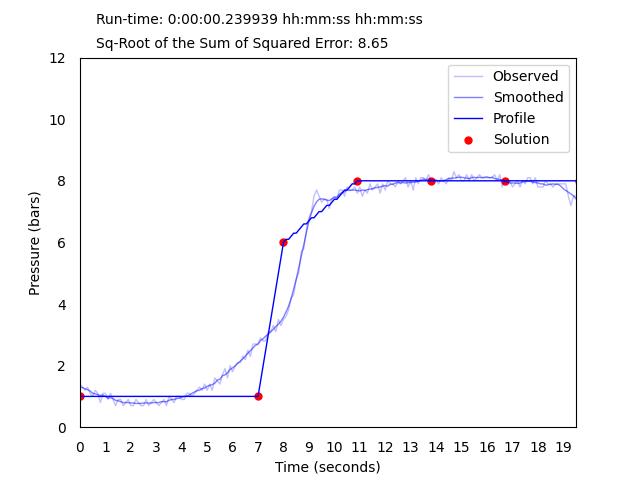 Run-time: 0:00:00.239939 hh:mm:ss hh:mm:ss
Sq-Root of the Sum of Squared Error: 8.65
12
10
8
6
4
2
0
Pressure (bars)
Observed
Smoothed
Profile
Solution
0 1 2 3 4 5 6 7 8 9 10 11 12 13 14 15 16 17 18 19
Time (seconds)